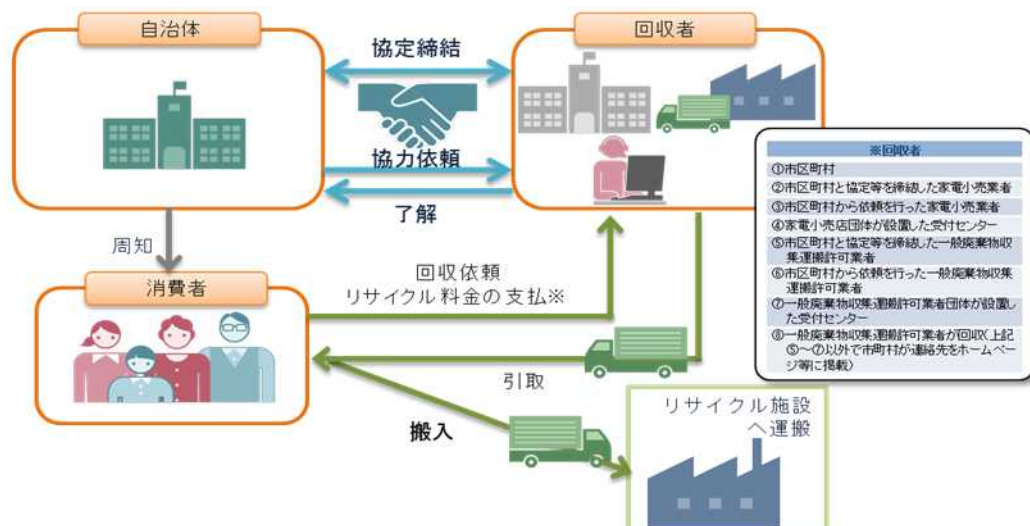 自治体
回収者
協定締結
協力依頼
了解
周知
消費者
回収依頼
リサイクル料金の支払※
引取
搬入
リサイクル施設
へ運搬
※回収者
①市区町村
②市区町村と協定等を締結した家電小売業者
③市区町村から依頼を行った家電小売業者
④家電小売店団体が設置した受付センター
⑤市区町村と協定等を締結した一般廃棄物収
集運搬許可業者
⑥市区町村から依頼を行った一般廃棄物収集
運搬許可業者
⑦一般廃棄物収集運搬許可業者団体が設置し
た受付センター
⑧一般廃棄物収集運搬許可業者が回収（上記
⑤～⑦以外で市町村が連絡先をホームペー
ジ等に掲載）